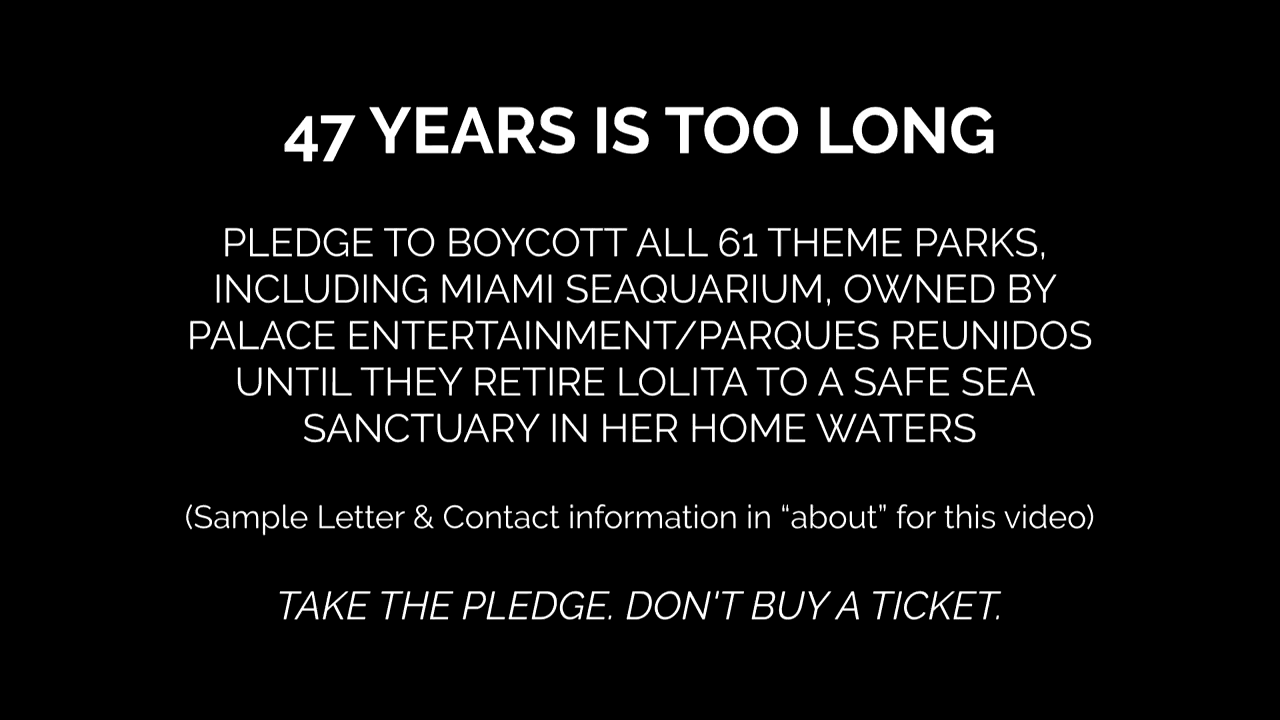 47 YEARS IS TOO LONG
PLEDGE TO BOYCOTT ALL 61 THEME PARKS,
INCLUDING MIAMI SEAQUARIUM, OWNED BY
PALACE ENTERTAINMENT/PARQUES REUNIDOS
UNTIL THEY RETIRE LOLITA TO A SAFE SEA
SANCTUARY IN HER HOME WATERS
(Sample Letter & Contact information in “about” for this video)
TAKE THE PLEDGE. DON'T BUY A TICKET.